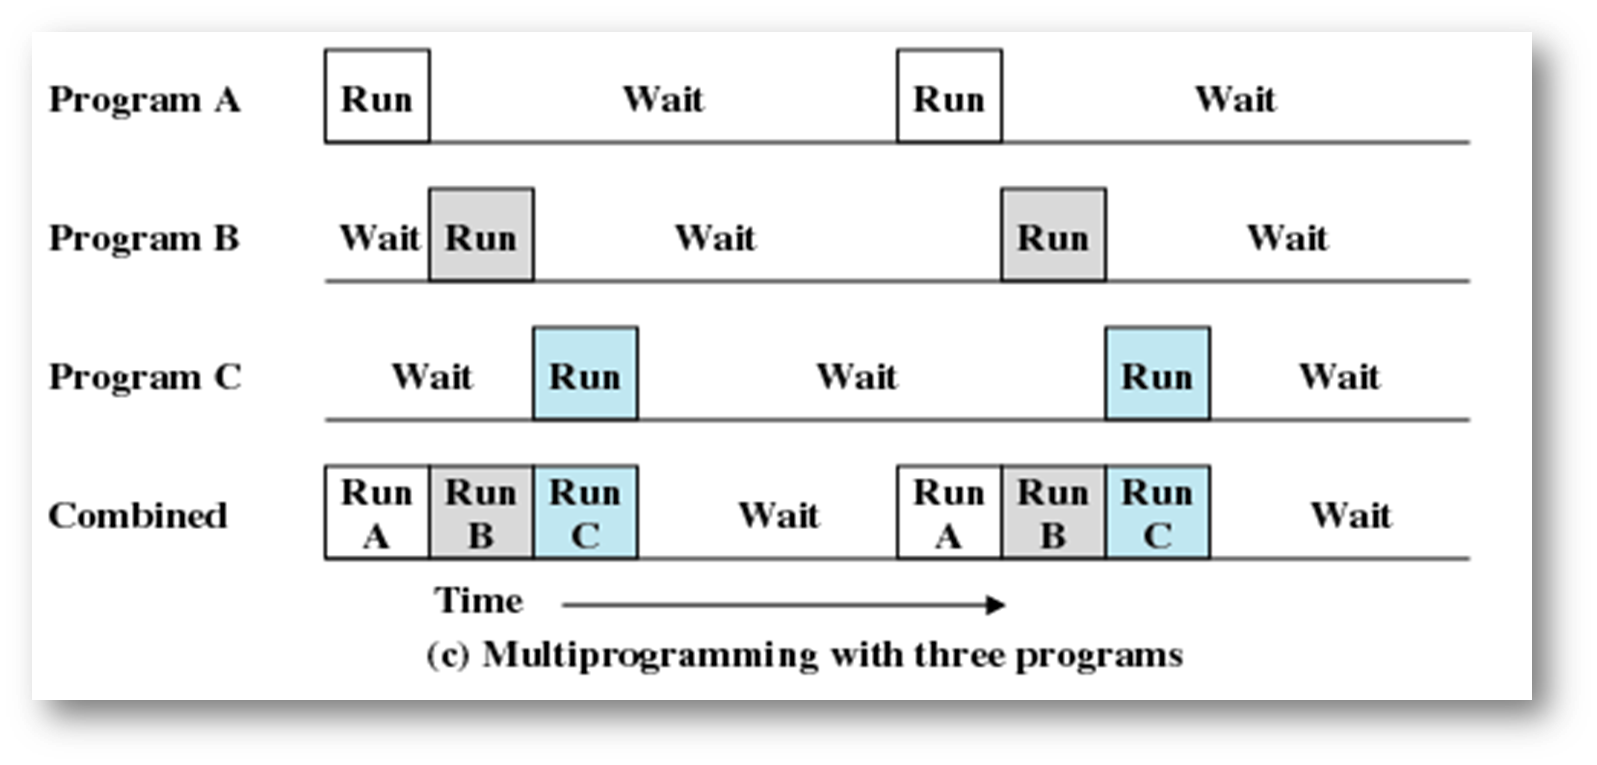 Program A Run Wait Run Wait
Program B Wait Run Wait Run Wait
Program C Wait Run Wait Run Wait
Combined Run A Run B Run C Wait Run A Run B Run C Wait
Time
(c) Multiprogramming with three programs